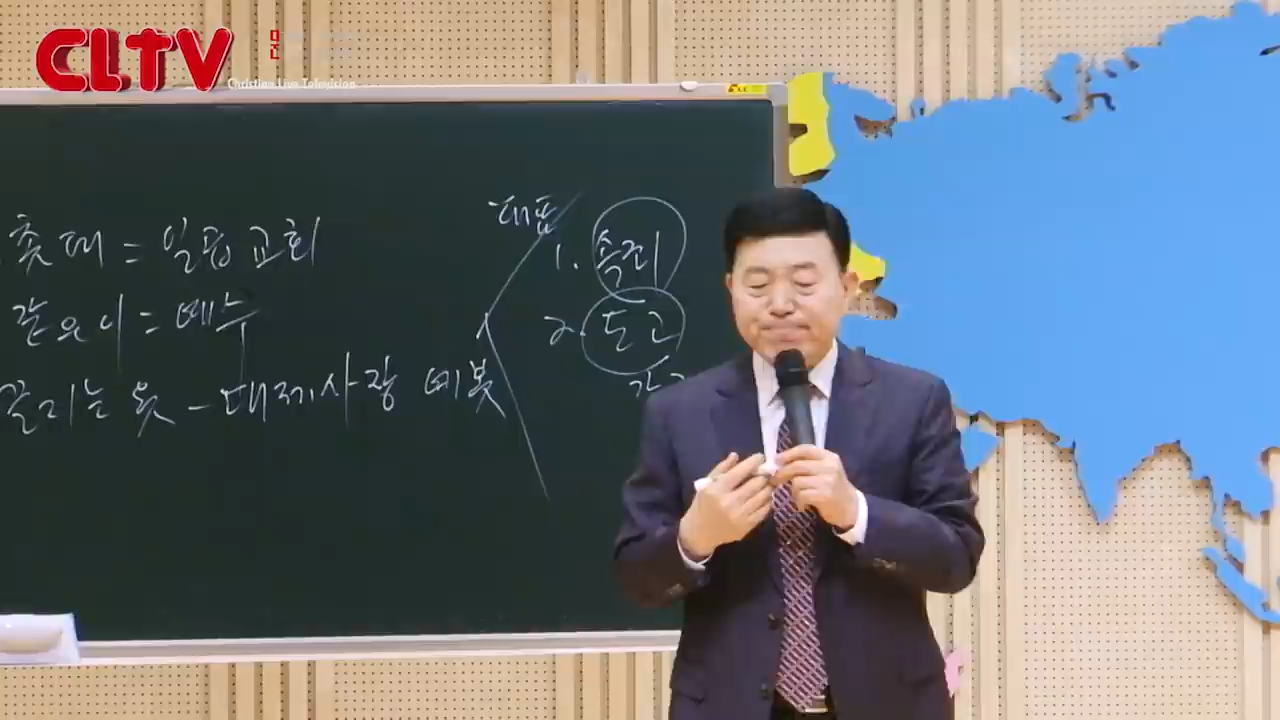 CLTV
Christian Live Television
촛대 = 일곱 교회
같으니 = 예수
끌리는 옷 - 대제사장 예복
대표
1. 속죄
2. 도고